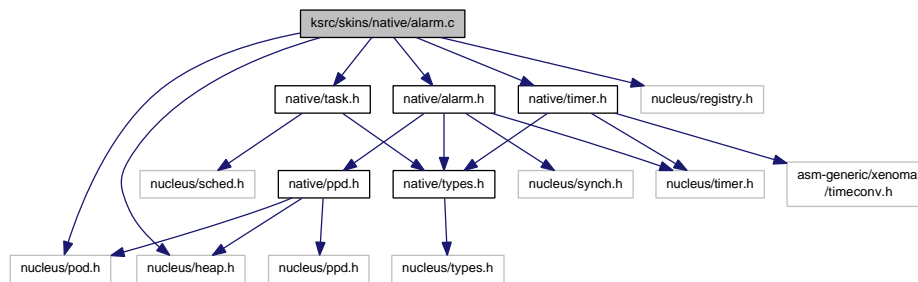 ksrc/skins/native/alarm.c
native/task.h
native/alarm.h
native/timer.h
nucleus/registry.h
nucleus/sched.h
native/ppd.h
native/types.h
nucleus/synch.h
nucleus/timer.h
asm-generic/xenomai
/timeconv.h
nucleus/pod.h
nucleus/heap.h
nucleus/ppd.h
nucleus/types.h